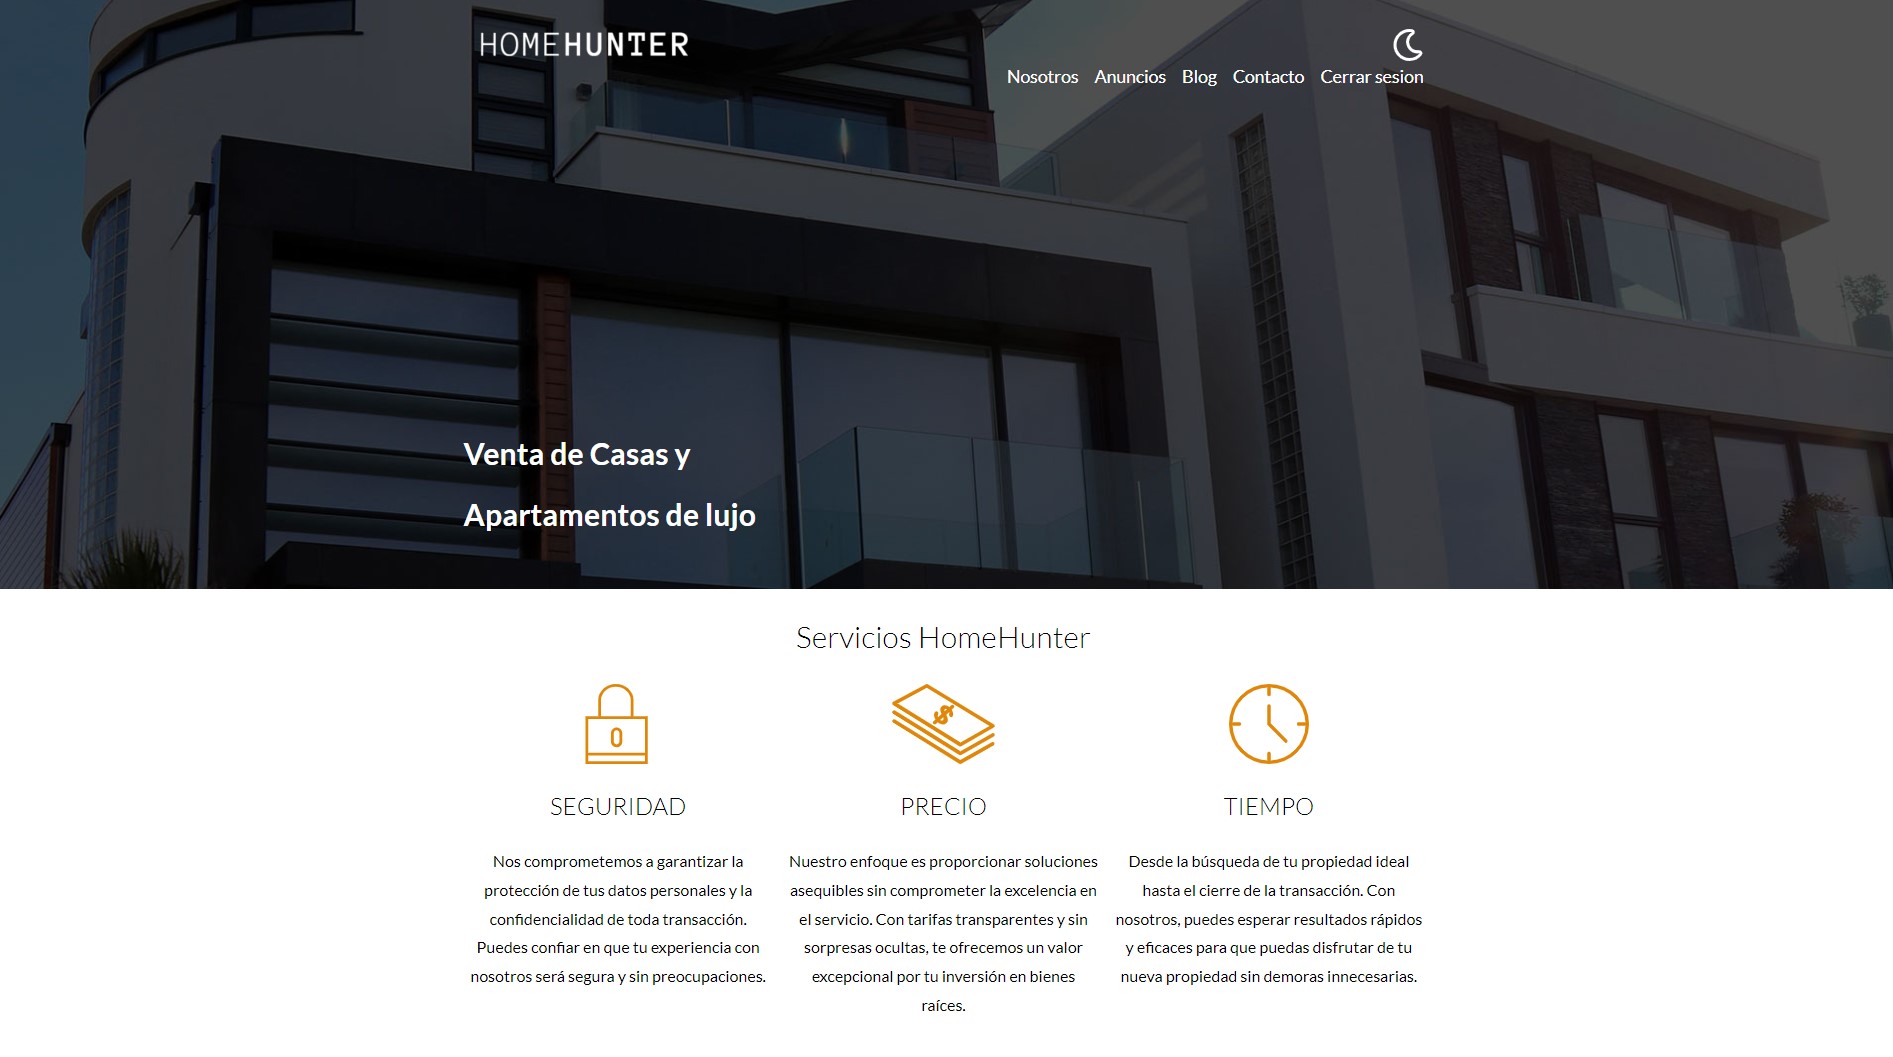 HOMEHUNTER
Nosotros Anuncios Blog Contacto Cerrar sesion
Venta de Casas y
Apartamentos de lujo
Servicios HomeHunter
0
$
SEGURIDAD
Nos comprometemos a garantizar la
protección de tus datos personales y la
confidencialidad de toda transacción.
Puedes confiar en que tu experiencia con
nosotros será segura y sin preocupaciones.
PRECIO
Nuestro enfoque es proporcionar soluciones
asequibles sin comprometer la excelencia en
el servicio. Con tarifas transparentes y sin
sorpresas ocultas, te ofrecemos un valor
excepcional por tu inversión en bienes
raíces.
TIEMPO
Desde la búsqueda de tu propiedad ideal
hasta el cierre de la transacción. Con
nosotros, puedes esperar resultados rápidos
y eficaces para que puedas disfrutar de tu
nueva propiedad sin demoras innecesarias.